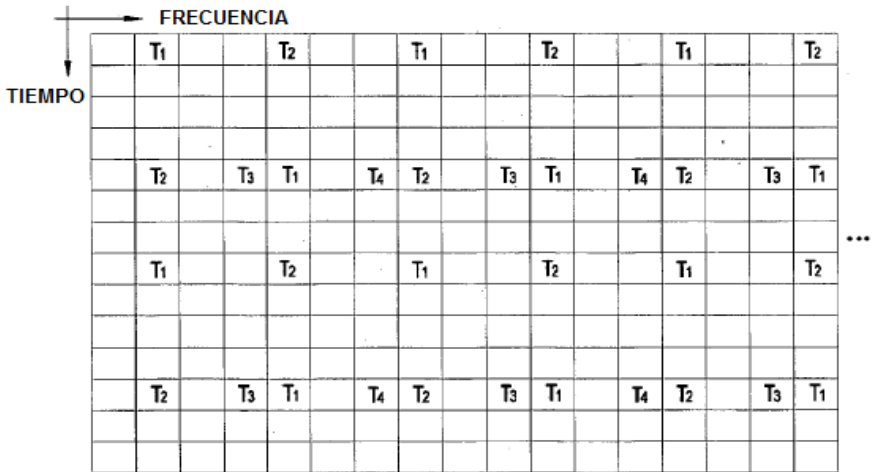 FRECUENCIA
T1 T2 T1 T2 T1 T2
TIEMPO
T2 T3 T1 T4 T2 T3 T1 T4 T2 T3 T1
...
T1 T2 T1 T2 T1 T2
T2 T3 T1 T4 T2 T3 T1 T4 T2 T3 T1